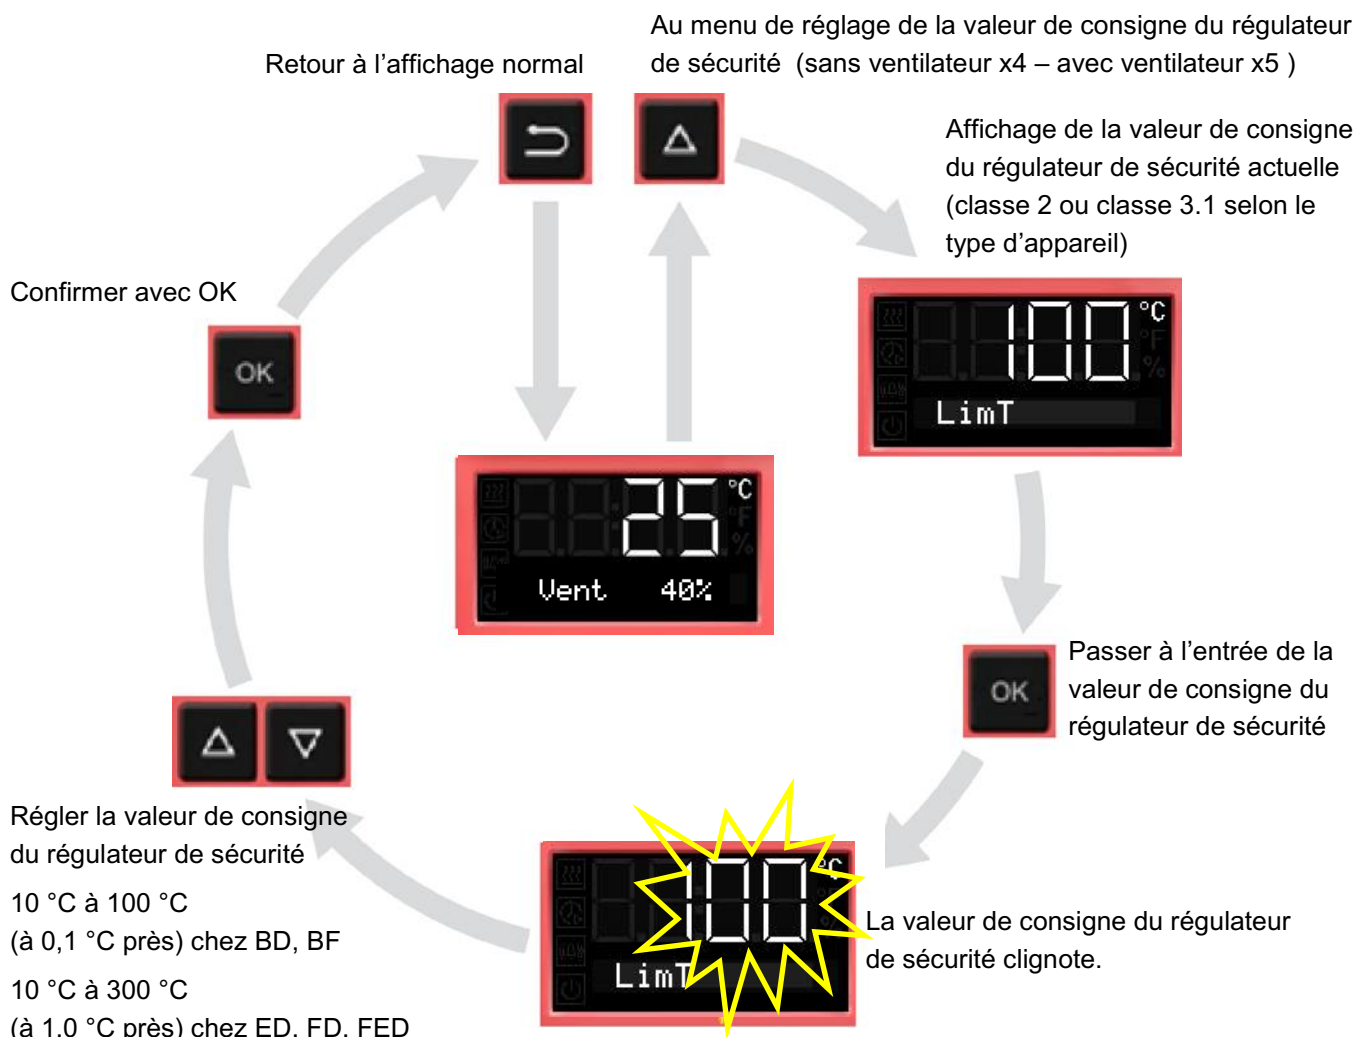 Au menu de réglage de la valeur de consigne du régulateur
de sécurité (sans ventilateur x4 – avec ventilateur x5 )
Retour à l’affichage normal
Affichage de la valeur de consigne
du régulateur de sécurité actuelle
(classe 2 ou classe 3.1 selon le
type d’appareil)
100 °C
°F
%
LimT
OK
Passer à l’entrée de la
valeur de consigne du
régulateur de sécurité
La valeur de consigne du régulateur
de sécurité clignote.
100 °C
LimT
Régler la valeur de consigne
du régulateur de sécurité
10 °C à 100 °C
(à 0,1 °C près) chez BD, BF
10 °C à 300 °C
(à 1,0 °C près) chez ED, FD, FED
Confirmer avec OK
OK
25 °C
°F
%
Vent 40%